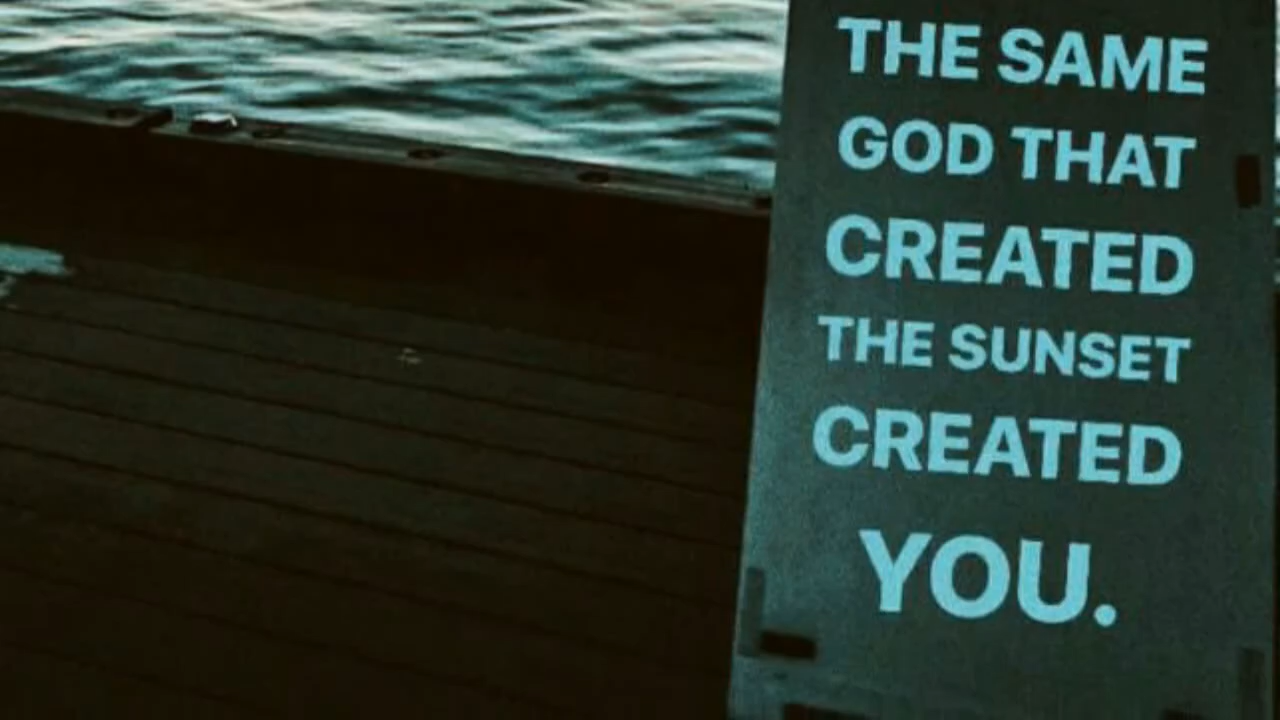 THE SAME
GOD THAT
CREATED
THE SUNSET
CREATED
YOU.